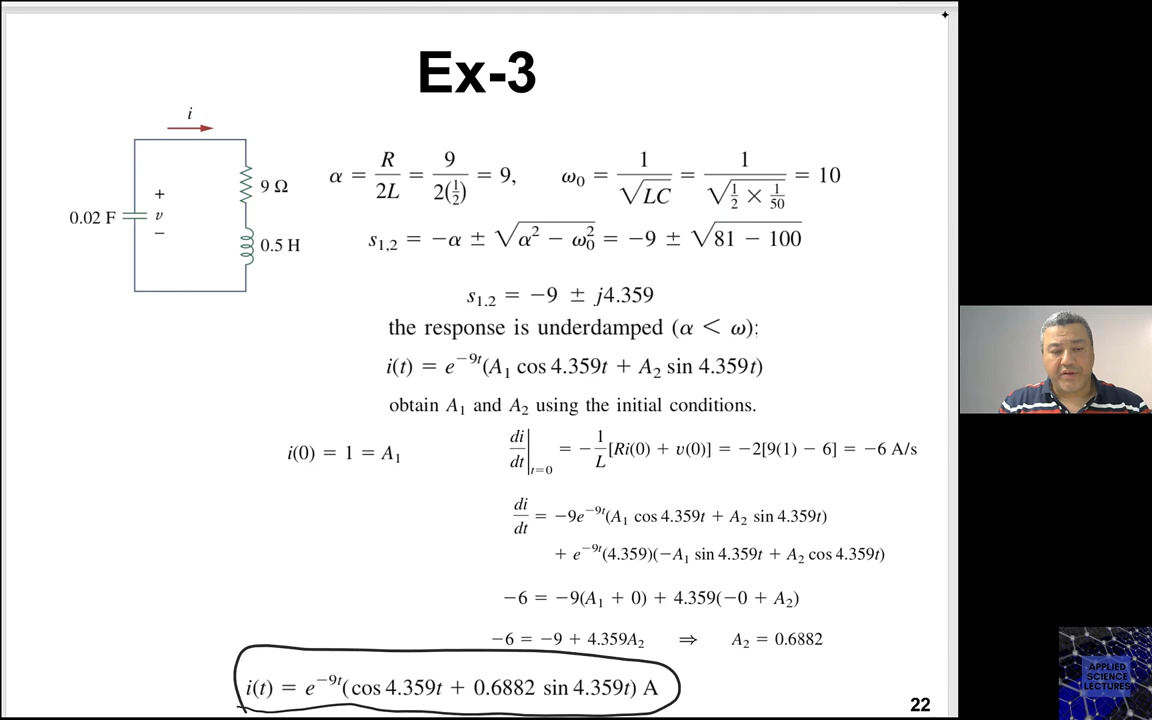 Ex-3
i
0.02 F
+
v
−
9 Ω
0.5 H
α = R/2L = 9/2(1/2) = 9, ω₀ = 1/√LC = 1/√(1/2 × 1/50) = 10
s₁,₂ = −α ± √(α² − ω₀²) = −9 ± √(81 − 100)
s₁,₂ = −9 ± j4.359
the response is underdamped (α < ω):
i(t) = e⁻⁹ᵗ(A₁ cos 4.359t + A₂ sin 4.359t)
obtain A₁ and A₂ using the initial conditions.
i(0) = 1 = A₁
di/dt|t=0 = −1/L[Ri(0) + v(0)] = −2[9(1) − 6] = −6 A/s
di/dt = −9e⁻⁹ᵗ(A₁ cos 4.359t + A₂ sin 4.359t)
+ e⁻⁹ᵗ(4.359)(−A₁ sin 4.359t + A₂ cos 4.359t)
−6 = −9(A₁ + 0) + 4.359(−0 + A₂)
−6 = −9 + 4.359A₂ ⇒ A₂ = 0.6882
i(t) = e⁻⁹ᵗ(cos 4.359t + 0.6882 sin 4.359t) A
22
APPLIED
SCIENCE
LECTURES